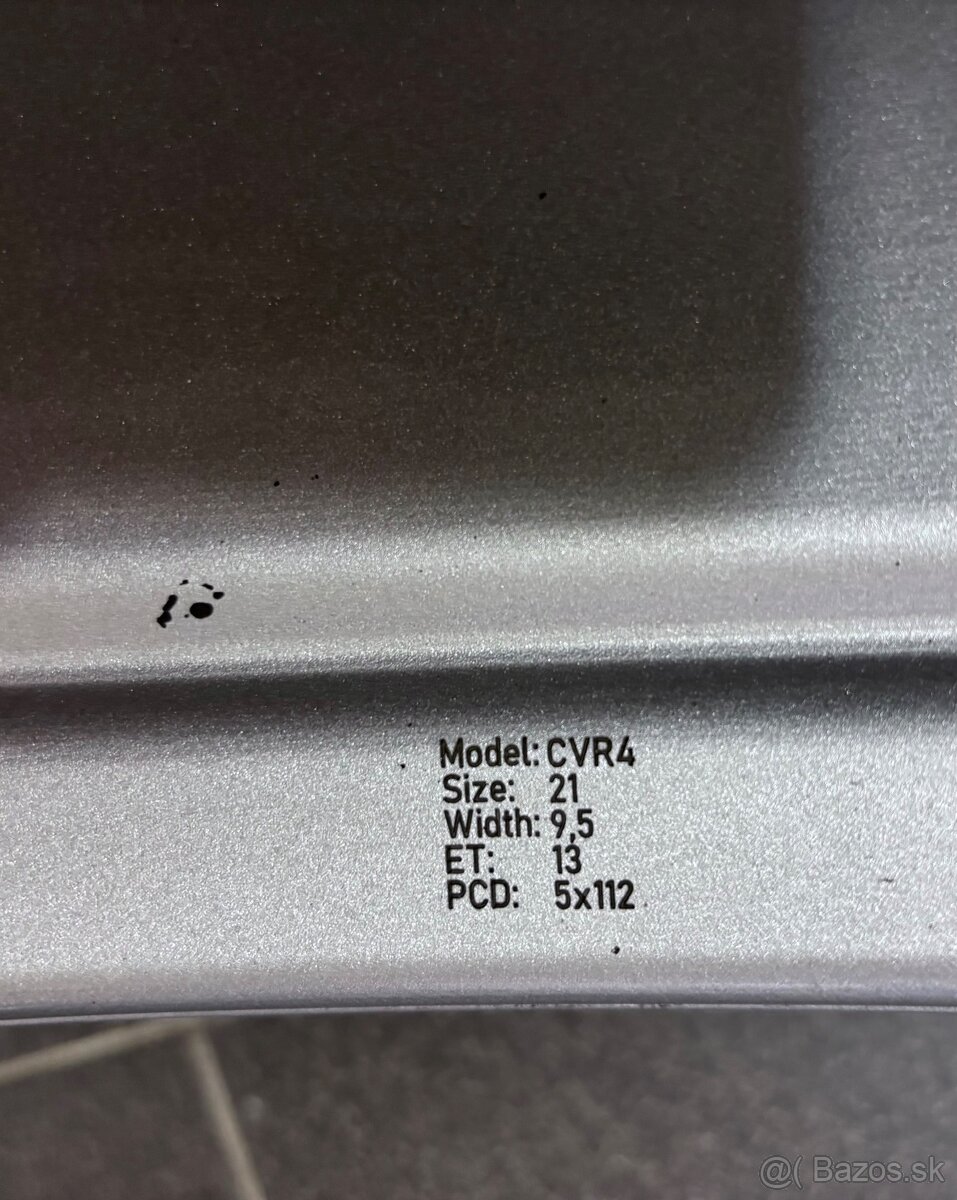 Model: CVR4
Size: 21
Width: 9,5
ET: 13
PCD: 5x112
@( Bazos.sk